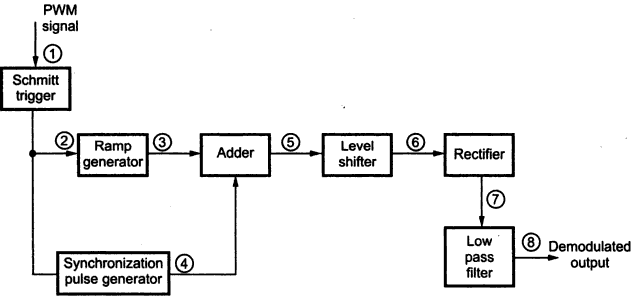 PWM
signal
①
Schmitt
trigger
②
Ramp
generator
③
Adder
⑤
Level
shifter
⑥
Rectifier
⑦
Synchronization
pulse generator
④
Low
pass
filter
⑧
Demodulated
output